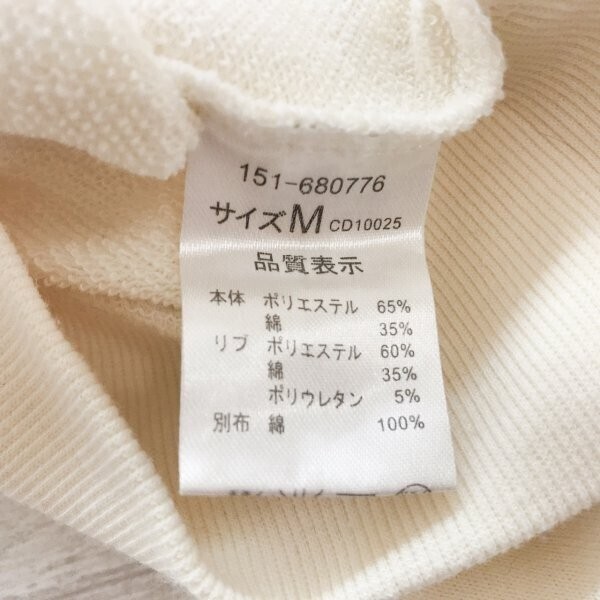 151-680776
サイズM CD10025
品質表示
本体 ポリエステル 65%
綿 35%
リブ ポリエステル 60%
綿 35%
ポリウレタン 5%
別布 綿 100%